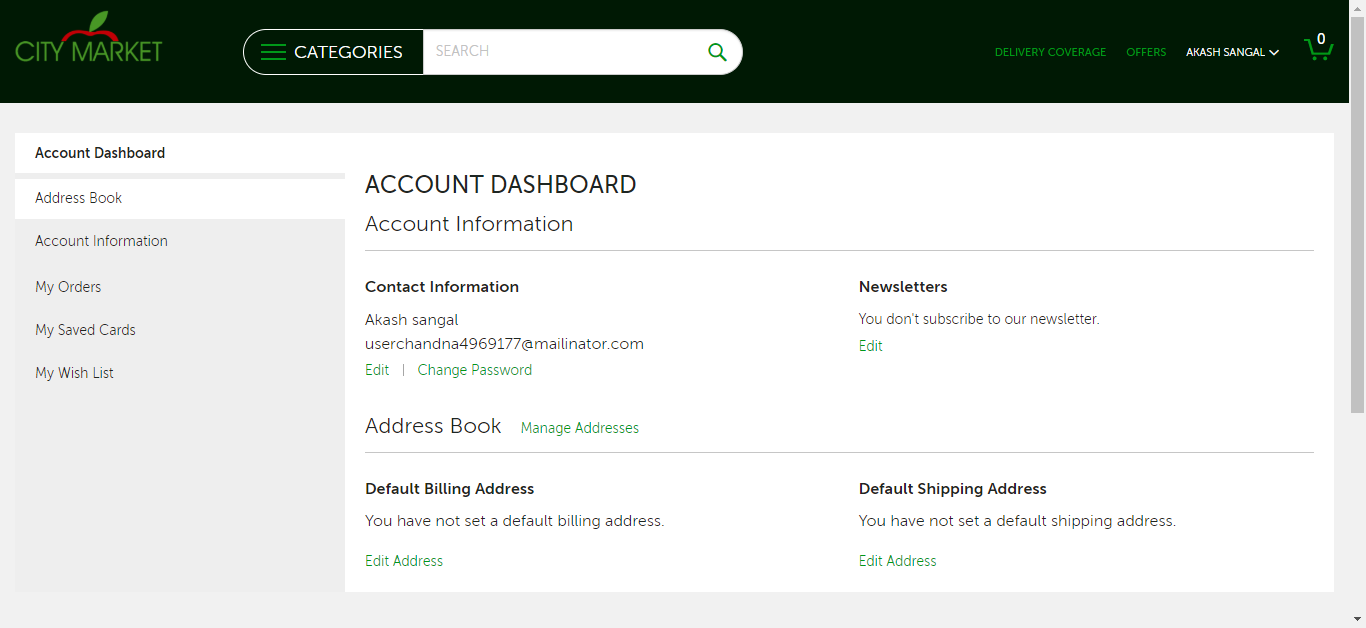 CITY MARKET
CATEGORIES
SEARCH
DELIVERY COVERAGE
OFFERS
AKASH SANGAL
0
Account Dashboard
Address Book
Account Information
My Orders
My Saved Cards
My Wish List
ACCOUNT DASHBOARD
Account Information
Contact Information
Akash sangal
userchandna4969177@mailinator.com
Edit | Change Password
Newsletters
You don't subscribe to our newsletter.
Edit
Address Book Manage Addresses
Default Billing Address
You have not set a default billing address.
Edit Address
Default Shipping Address
You have not set a default shipping address.
Edit Address